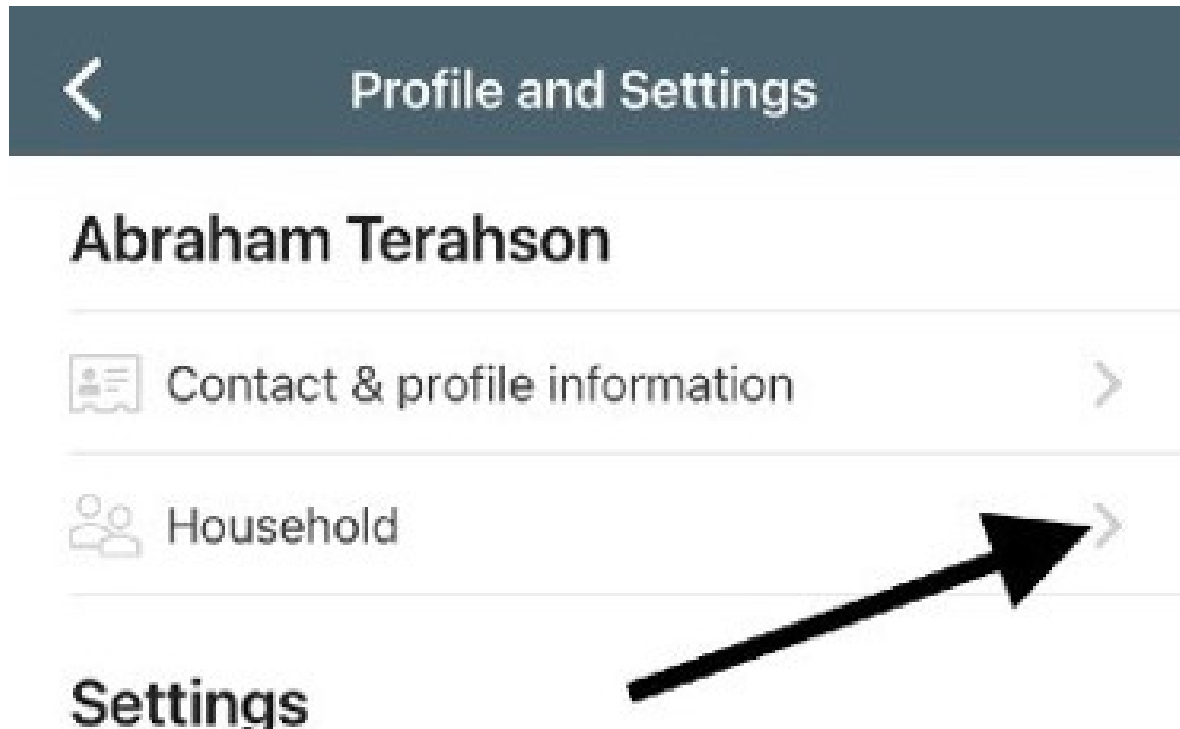 Profile and Settings
Abraham Terahson
Contact & profile information
Household
Settings